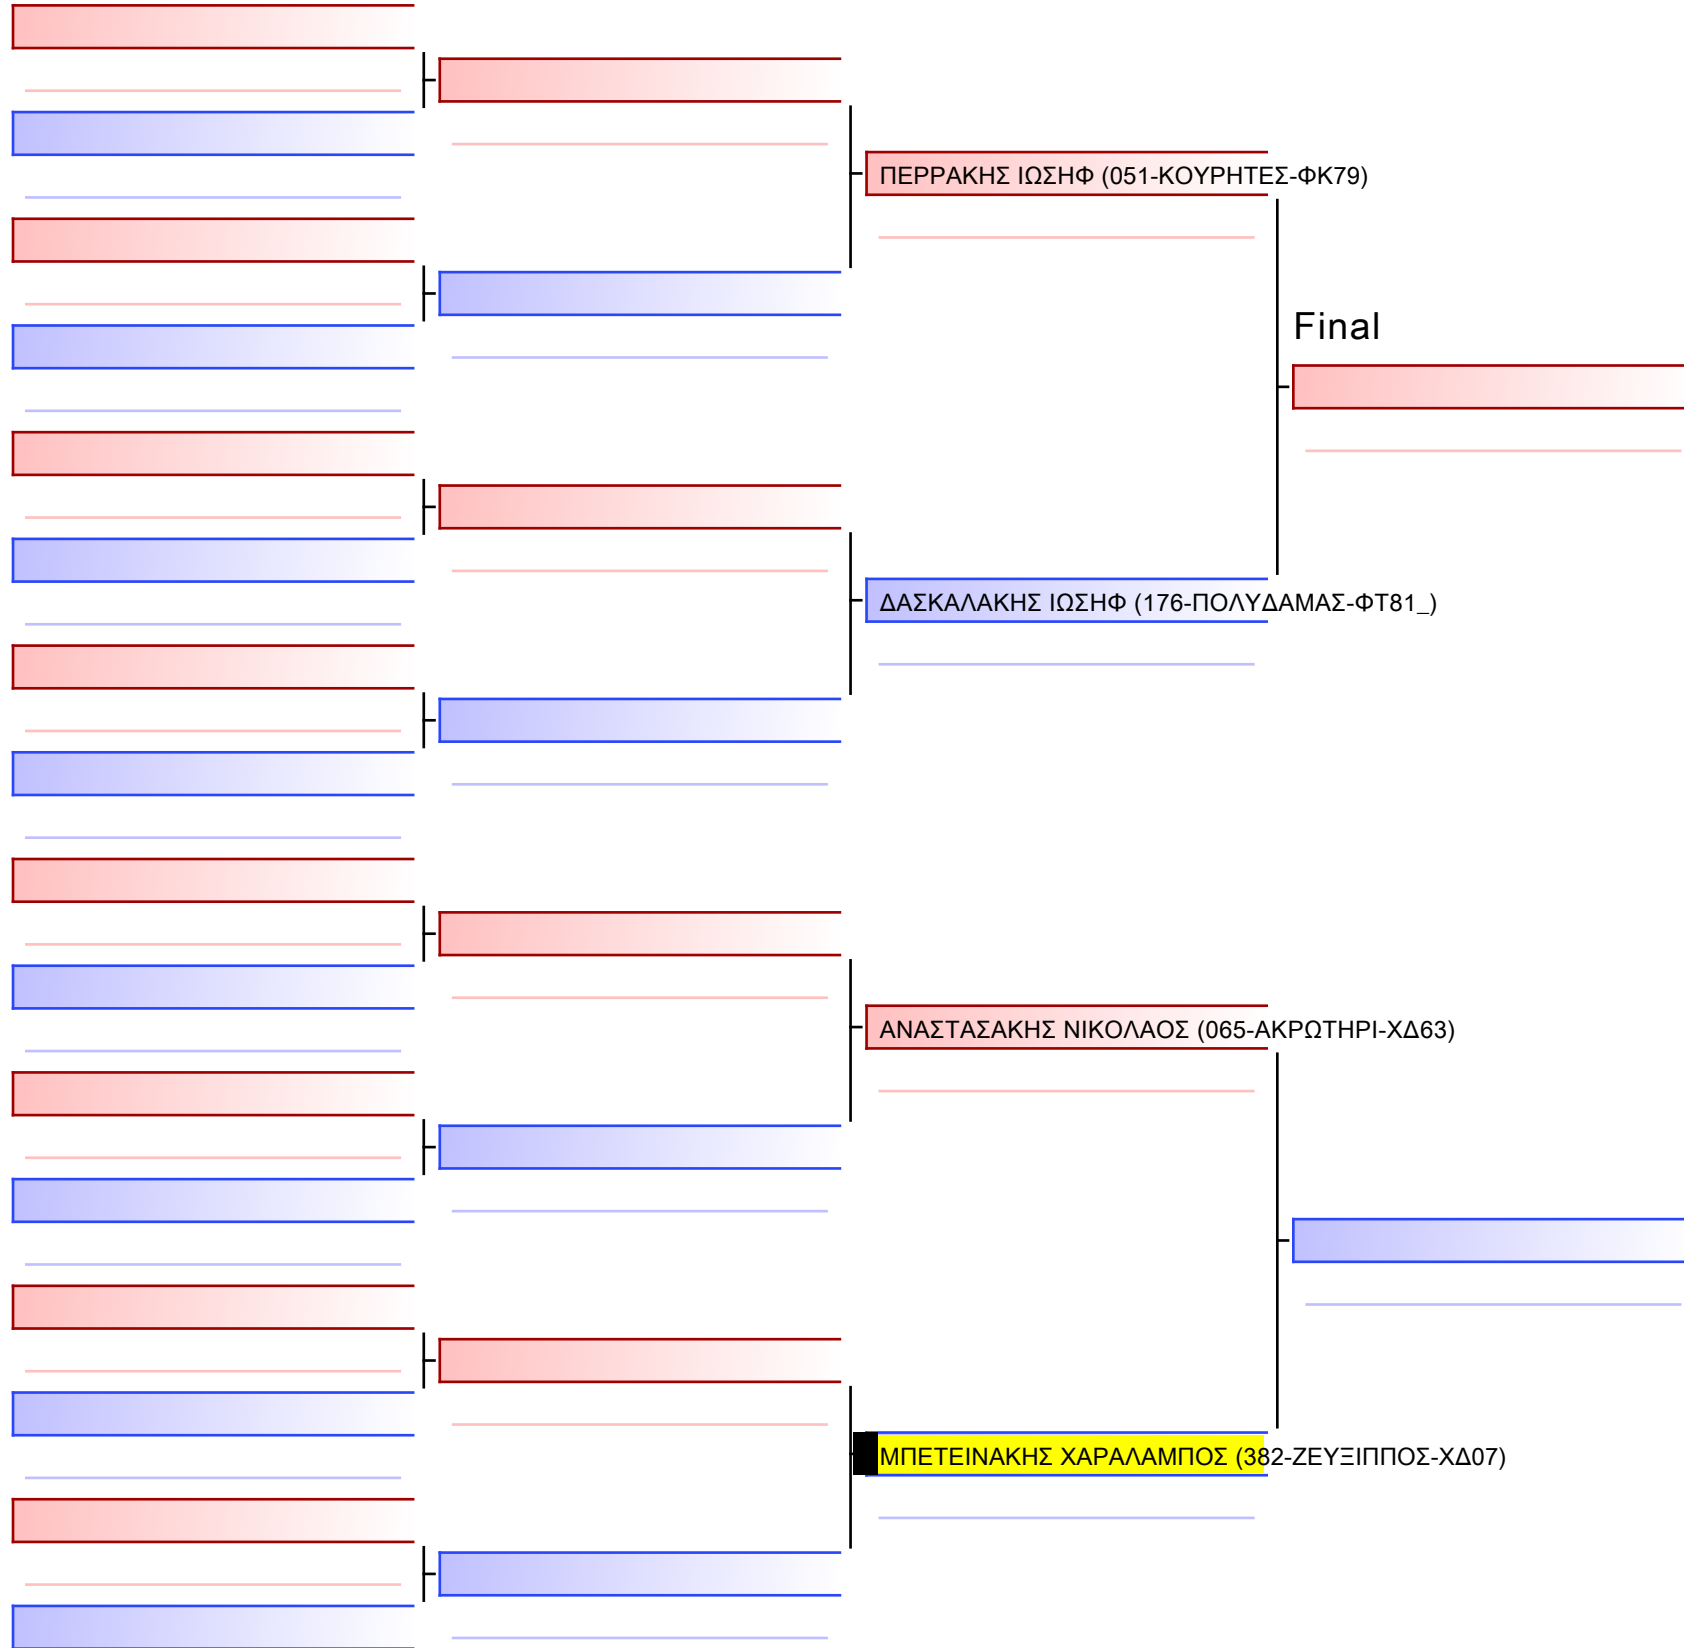 ΠΕΡΡΑΚΗΣ ΙΩΣΗΦ (051-ΚΟΥΡΗΤΕΣ-ΦΚ79)
Final
ΔΑΣΚΑΛΑΚΗΣ ΙΩΣΗΦ (176-ΠΟΛΥΔΑΜΑΣ-ΦΤ81_)
ΑΝΑΣΤΑΣΑΚΗΣ ΝΙΚΟΛΑΟΣ (065-ΑΚΡΩΤΗΡΙ-ΧΔ63)
ΜΠΕΤΕΙΝΑΚΗΣ ΧΑΡΑΛΑΜΠΟΣ (382-ΖΕΥΞΙΠΠΟΣ-ΧΔ07)